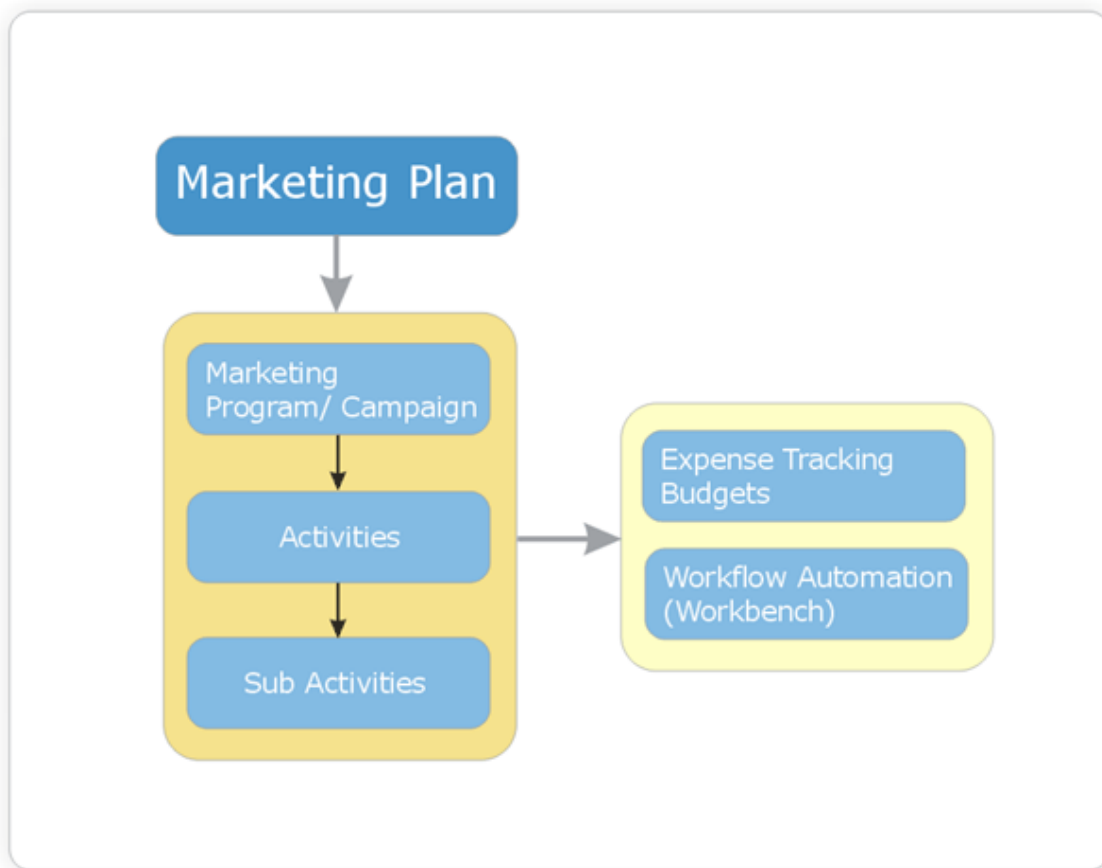 Marketing Plan
Marketing
Program/ Campaign
Activities
Sub Activities
Expense Tracking
Budgets
Workflow Automation
(Workbench)